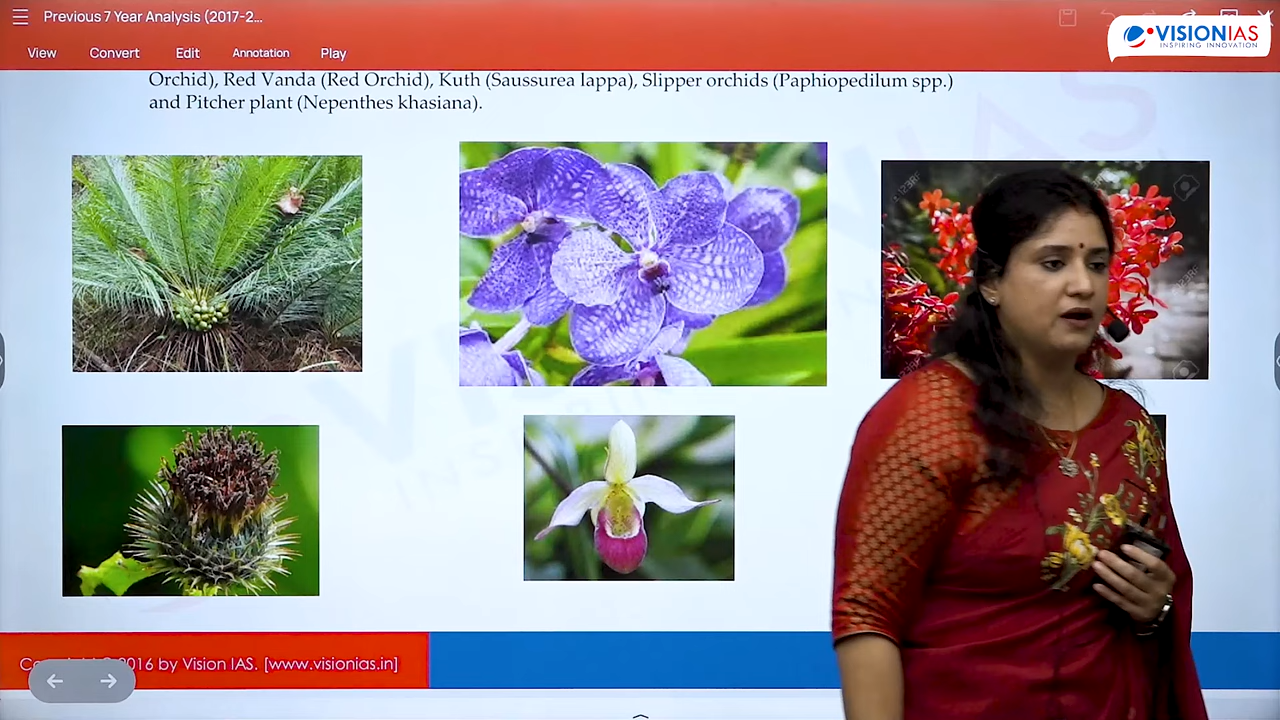 Previous 7 Year Analysis (2017-2...
VISIONIAS
INSPIRING INNOVATION
View Convert Edit Annotation Play
Orchid), Red Vanda (Red Orchid), Kuth (Saussurea lappa), Slipper orchids (Paphiopedilum spp.)
and Pitcher plant (Nepenthes khasiana).
2016 by Vision IAS. [www.visionias.in]